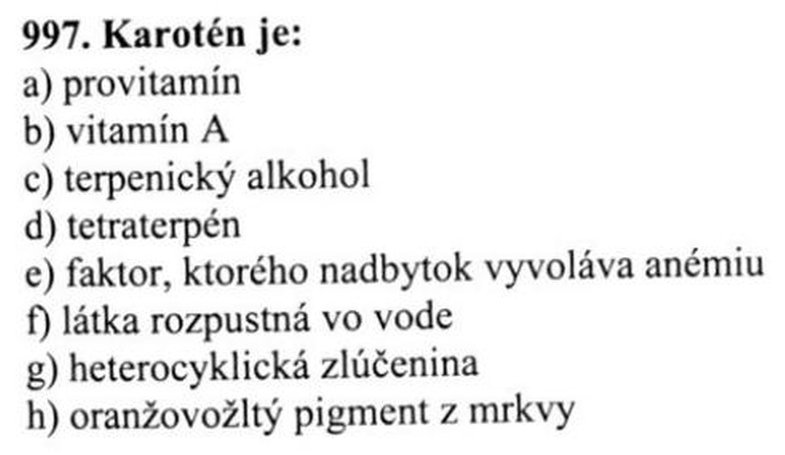 997. Karotén je:
a) provitamín
b) vitamín A
c) terpenický alkohol
d) tetraterpén
e) faktor, ktorého nadbytok vyvoláva anémiu
f) látka rozpustná vo vode
g) heterocyklická zlúčenina
h) oranžovožltý pigment z mrkvy